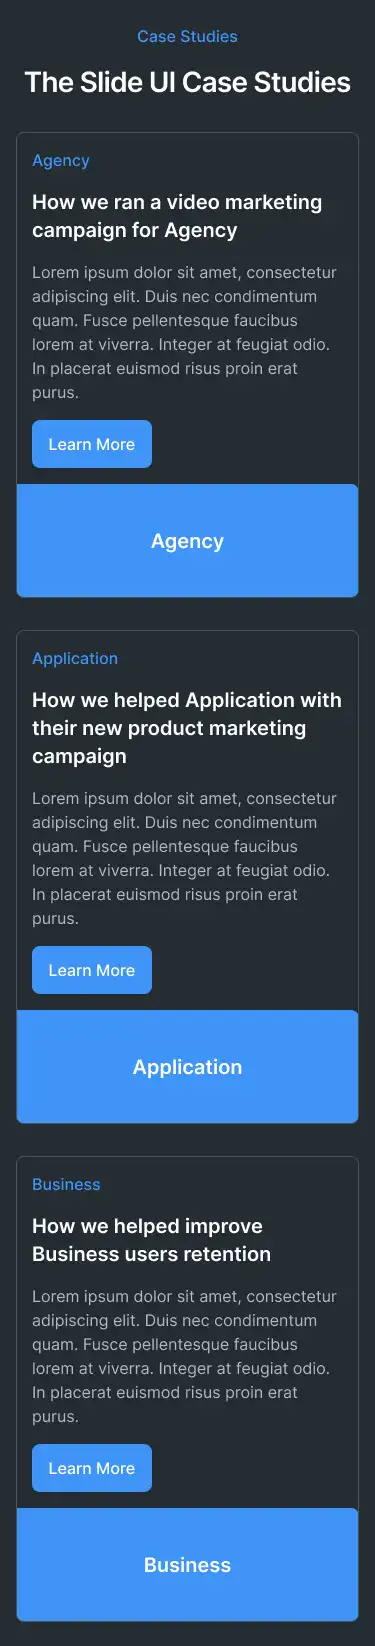 Case Studies
The Slide UI Case Studies
Agency
How we ran a video marketing
campaign for Agency
Lorem ipsum dolor sit amet, consectetur
adipiscing elit. Duis nec condimentum
quam. Fusce pellentesque faucibus
lorem at viverra. Integer at feugiat odio.
In placerat euismod risus proin erat
purus.
Learn More
Agency
Application
How we helped Application with
their new product marketing
campaign
Lorem ipsum dolor sit amet, consectetur
adipiscing elit. Duis nec condimentum
quam. Fusce pellentesque faucibus
lorem at viverra. Integer at feugiat odio.
In placerat euismod risus proin erat
purus.
Learn More
Application
Business
How we helped improve
Business users retention
Lorem ipsum dolor sit amet, consectetur
adipiscing elit. Duis nec condimentum
quam. Fusce pellentesque faucibus
lorem at viverra. Integer at feugiat odio.
In placerat euismod risus proin erat
purus.
Learn More
Business